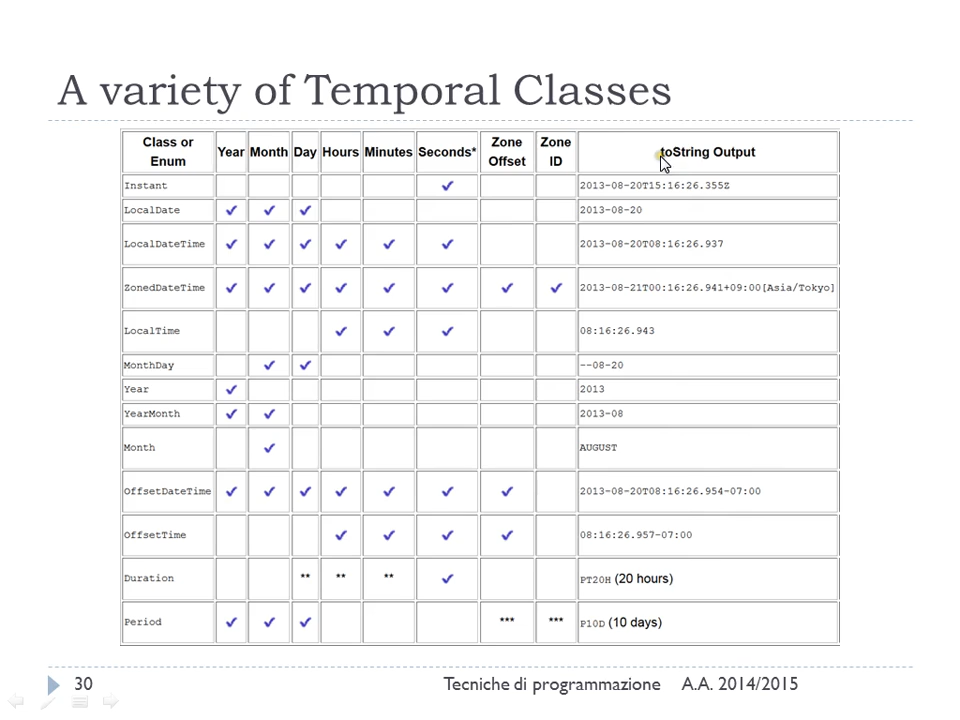 A variety of Temporal Classes
Class or Enum Year Month Day Hours Minutes Seconds* Zone Offset Zone ID toString Output
Instant ✓ 2013-08-20T15:16:26.355Z
LocalDate ✓ ✓ ✓ 2013-08-20
LocalDateTime ✓ ✓ ✓ ✓ ✓ ✓ 2013-08-20T08:16:26.937
ZonedDateTime ✓ ✓ ✓ ✓ ✓ ✓ ✓ ✓ 2013-08-21T00:16:26.941+09:00[Asia/Tokyo]
LocalTime ✓ ✓ ✓ 08:16:26.943
MonthDay ✓ ✓ --08-20
Year ✓ 2013
YearMonth ✓ ✓ 2013-08
Month ✓ AUGUST
OffsetDateTime ✓ ✓ ✓ ✓ ✓ ✓ ✓ 2013-08-20T08:16:26.954-07:00
OffsetTime ✓ ✓ ✓ ✓ 08:16:26.957-07:00
Duration ** ** ** ✓ PT20H (20 hours)
Period ✓ ✓ ✓ *** *** P10D (10 days)
30 Tecniche di programmazione A.A. 2014/2015